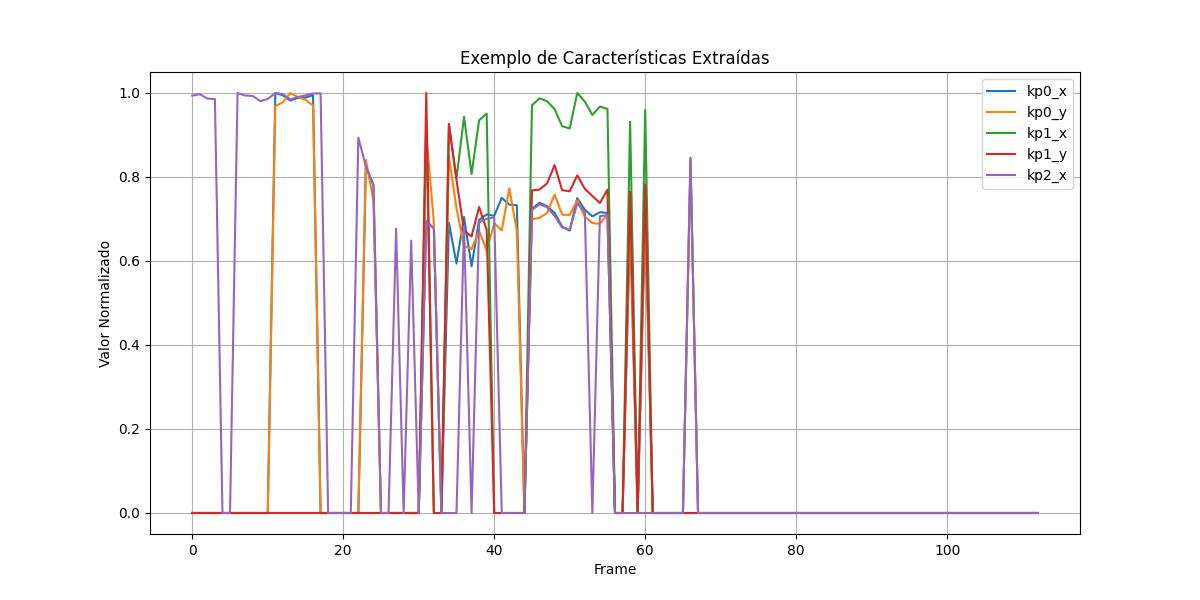 Exemplo de Características Extraídas
Valor Normalizado
1.0
0.8
0.6
0.4
0.2
0.0
0 20 40 60 80 100
Frame
kp0_x
kp0_y
kp1_x
kp1_y
kp2_x